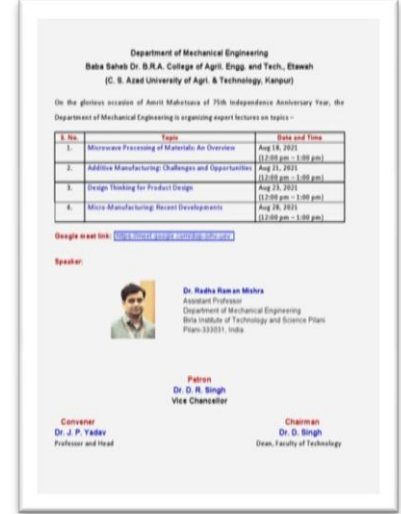 Department of Mechanical Engineering
Baba Saheb Dr. B.R.A. College of Agril. Engg. and Tech., Etawah
(C. S. Azad University of Agri. & Technology, Kanpur)
On the glorious occasion of Amrit Mahotsava of 75th Independence Anniversary Year, the
Department of Mechanical Engineering is organizing expert lectures on topics –
S. No. Topic Date and Time
1. Microwave Processing of Materials: An Overview Aug 18, 2021
(12:00 pm – 1:00 pm)
2. Additive Manufacturing: Challenges and Opportunities Aug 21, 2021
(12:00 pm – 1:00 pm)
3. Design Thinking for Product Design Aug 23, 2021
(12:00 pm – 1:00 pm)
4. Micro-Manufacturing: Recent Developments Aug 28, 2021
(12:00 pm – 1:00 pm)
Google meet link:
Speaker:
Dr. Radha Raman Mishra
Assistant Professor
Department of Mechanical Engineering
Birla Institute of Technology and Science Pilani
Pilani-333031, India.
Patron
Dr. D. R. Singh
Vice Chancellor
Convener Chairman
Dr. J. P. Yadav Dr. D. Singh
Professor and Head Dean, Faculty of Technology